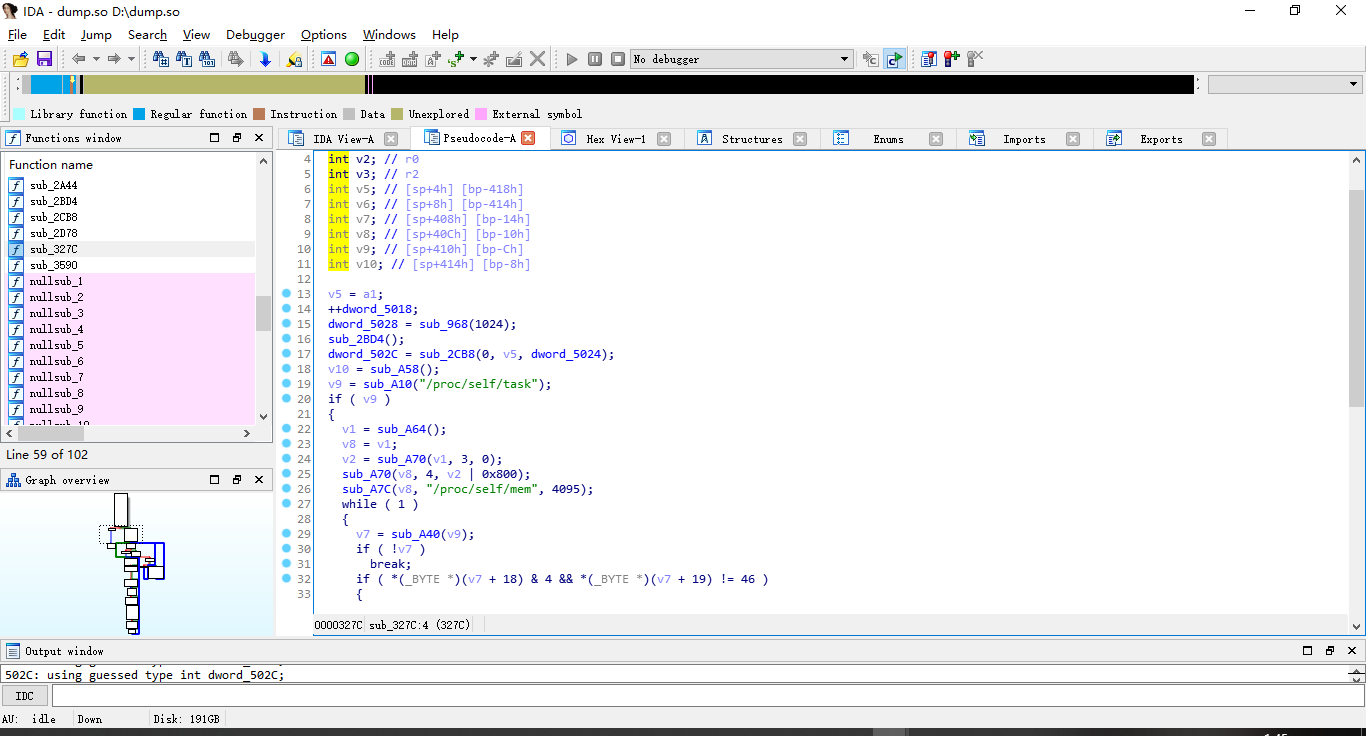 IDA - dump.so D:\dump.so
File Edit Jump Search View Debugger Options Windows Help
No debugger
Library function Regular function Instruction Data Unexplored External symbol
Functions window
IDA View-A Pseudocode-A Hex View-1 Structures Enums Imports Exports
Function name
sub_2A44
sub_2BD4
sub_2CB8
sub_2D78
sub_327C
sub_3590
nullsub_1
nullsub_2
nullsub_3
nullsub_4
nullsub_5
nullsub_6
nullsub_7
nullsub_8
nullsub_9
nullsub_10
Line 59 of 102
Graph overview
4 int v2; // r0
5 int v3; // r2
6 int v5; // [sp+4h] [bp-418h]
7 int v6; // [sp+8h] [bp-414h]
8 int v7; // [sp+408h] [bp-14h]
9 int v8; // [sp+40Ch] [bp-10h]
10 int v9; // [sp+410h] [bp-Ch]
11 int v10; // [sp+414h] [bp-8h]
12
13 v5 = a1;
14 ++dword_5018;
15 dword_5028 = sub_968(1024);
16 sub_2BD4();
17 dword_502C = sub_2CB8(0, v5, dword_5024);
18 v10 = sub_A58();
19 v9 = sub_A10("/proc/self/task");
20 if ( v9 )
21 {
22 v1 = sub_A64();
23 v8 = v1;
24 v2 = sub_A70(v1, 3, 0);
25 sub_A70(v8, 4, v2 | 0x800);
26 sub_A7C(v8, "/proc/self/mem", 4095);
27 while ( 1 )
28 {
29 v7 = sub_A40(v9);
30 if ( !v7 )
31 break;
32 if ( *(_BYTE *)(v7 + 18) & 4 && *(_BYTE *)(v7 + 19) != 46 )
33 {
0000327C sub_327C:4 (327C)
Output window
502C: using guessed type int dword_502C;
IDC
AU: idle Down Disk: 191GB